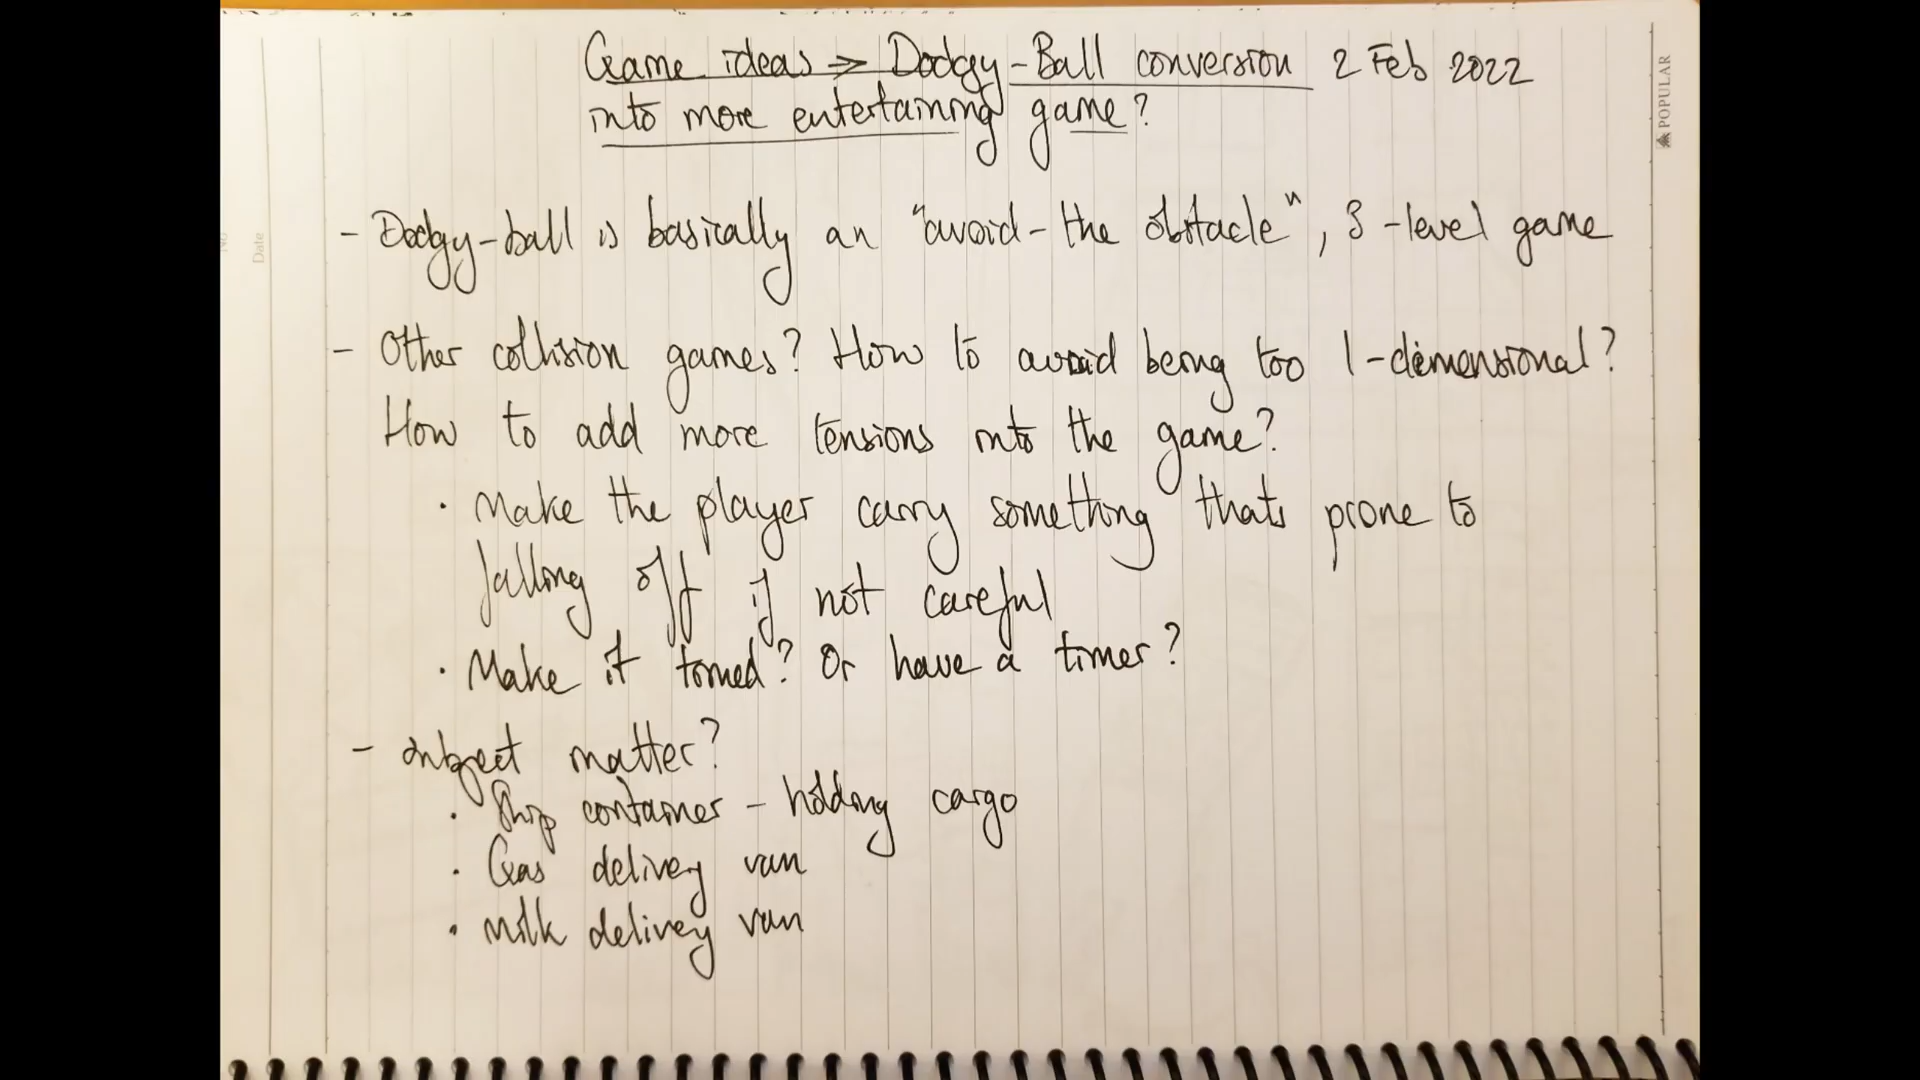 Game ideas => Dodgy-Ball conversion 2 Feb 2022
into more entertaining game?
- Dodgy-ball is basically an "avoid-the obstacle", 3-level game
- Other collision games? How to avoid being too 1-dimensional?
How to add more tensions into the game?
· Make the player carry something thats prone to
falling off if not careful
· Make it timed? Or have a timer?
- Subject matter?
· Ship container - holding cargo
· Gas delivery van
· Milk delivery van
POPULAR
NO
Date